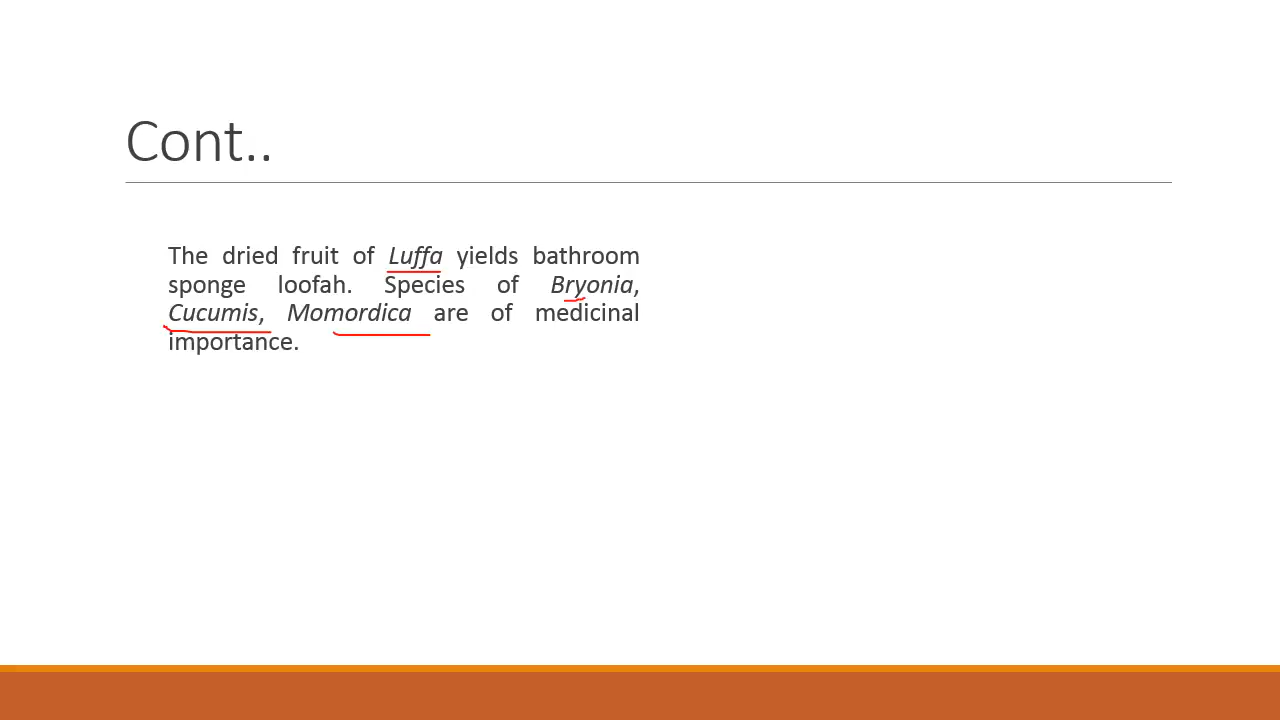 Cont..
The dried fruit of Luffa yields bathroom
sponge loofah. Species of Bryonia,
Cucumis, Momordica are of medicinal
importance.